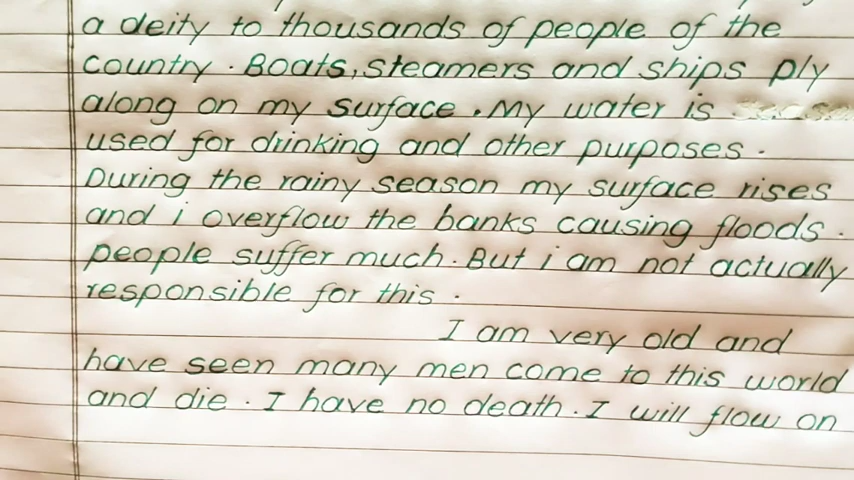 a deity to thousands of people of the
country. Boats, steamers and ships ply
along on my surface. My water is
used for drinking and other purposes.
During the rainy season my surface rises
and i overflow the banks causing floods.
people suffer much. But i am not actually
responsible for this.
I am very old and
have seen many men come to this world
and die. I have no death. I will flow on